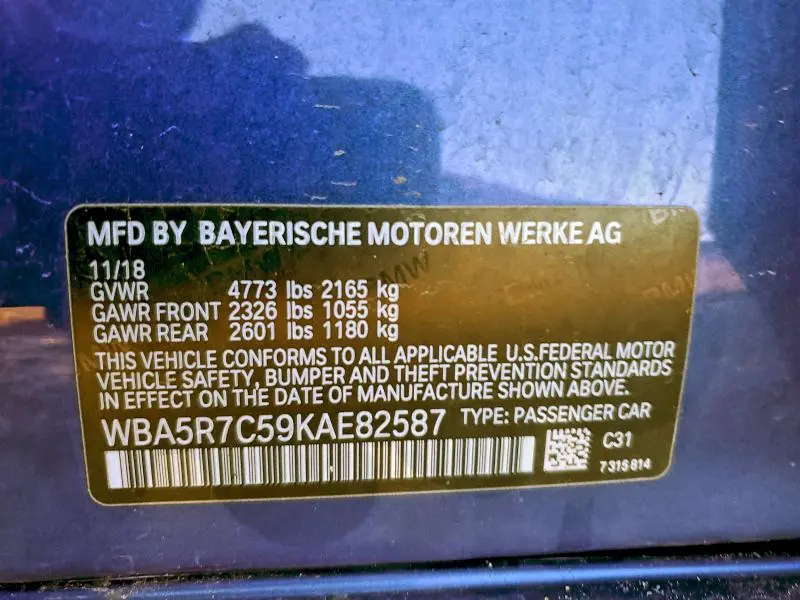 MFD BY BAYERISCHE MOTOREN WERKE AG
11/18
GVWR 4773 lbs 2165 kg
GAWR FRONT 2326 lbs 1055 kg
GAWR REAR 2601 lbs 1180 kg
THIS VEHICLE CONFORMS TO ALL APPLICABLE U.S.FEDERAL MOTOR
VEHICLE SAFETY, BUMPER AND THEFT PREVENTION STANDARDS
IN EFFECT ON THE DATE OF MANUFACTURE SHOWN ABOVE.
WBA5R7C59KAE82587 TYPE: PASSENGER CAR
C31
7315814
BMW